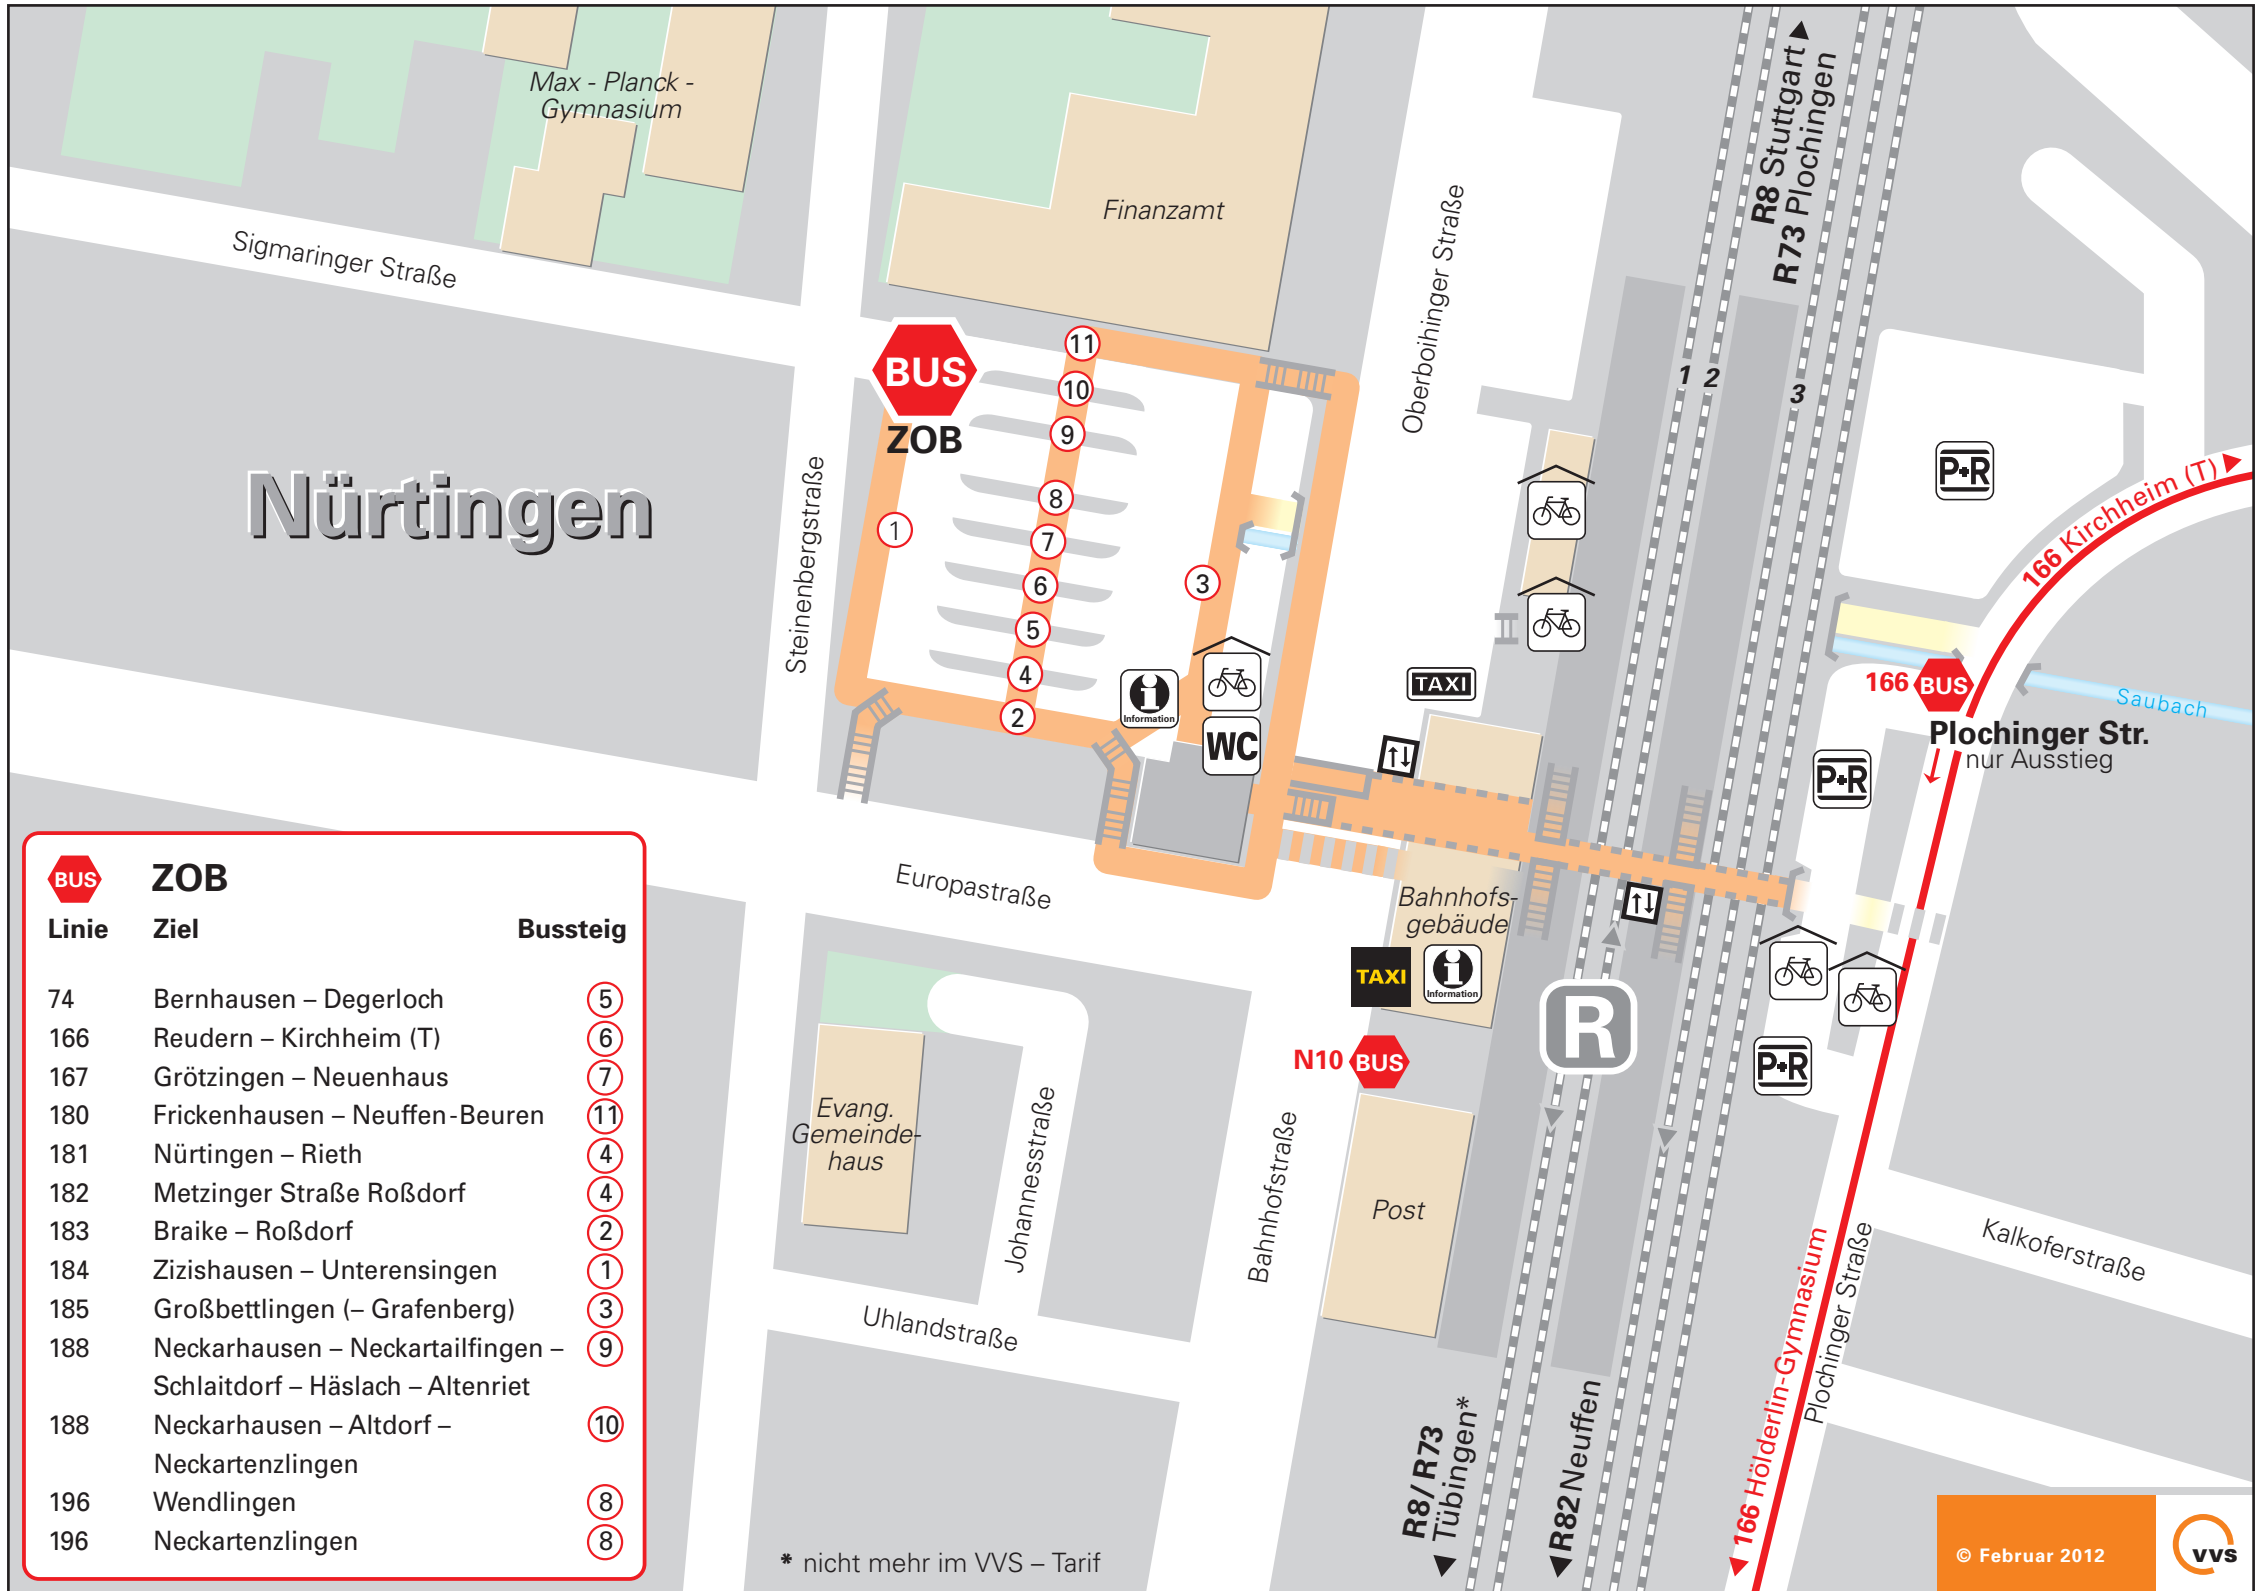 Max - Planck -
Gymnasium
Finanzamt
Sigmaringer Straße
Oberboihinger Straße
R8 Stuttgart
R73 Plochingen
BUS
ZOB
11
10
9
8
7
6
5
4
2
1
3
1
2
3
Nürtingen
Steinenbergstraße
P+R
166 Kirchheim (T)
TAXI
i
Information
WC
166
BUS
Saubach
Plochinger Str.
nur Ausstieg
P+R
Europastraße
Bahnhofs-
gebäude
TAXI
i
Information
R
N10
BUS
P+R
Evang.
Gemeinde-
haus
Johannesstraße
Bahnhofstraße
Post
Uhlandstraße
Kalkoferstraße
Plochinger Straße
166 Hölderlin-Gymnasium
R8/R73
Tübingen*
R82 Neuffen
BUS ZOB
Linie Ziel Bussteig
74 Bernhausen – Degerloch 5
166 Reudern – Kirchheim (T) 6
167 Grötzingen – Neuenhaus 7
180 Frickenhausen – Neuffen-Beuren 11
181 Nürtingen – Rieth 4
182 Metzinger Straße Roßdorf 4
183 Braike – Roßdorf 2
184 Zizishausen – Unterensingen 1
185 Großbettlingen (– Grafenberg) 3
188 Neckarhausen – Neckartailfingen – 9
Schlaitdorf – Häslach – Altenriet
188 Neckarhausen – Altdorf – 10
Neckartenzlingen
196 Wendlingen 8
196 Neckartenzlingen 8
* nicht mehr im VVS – Tarif
© Februar 2012
vvs